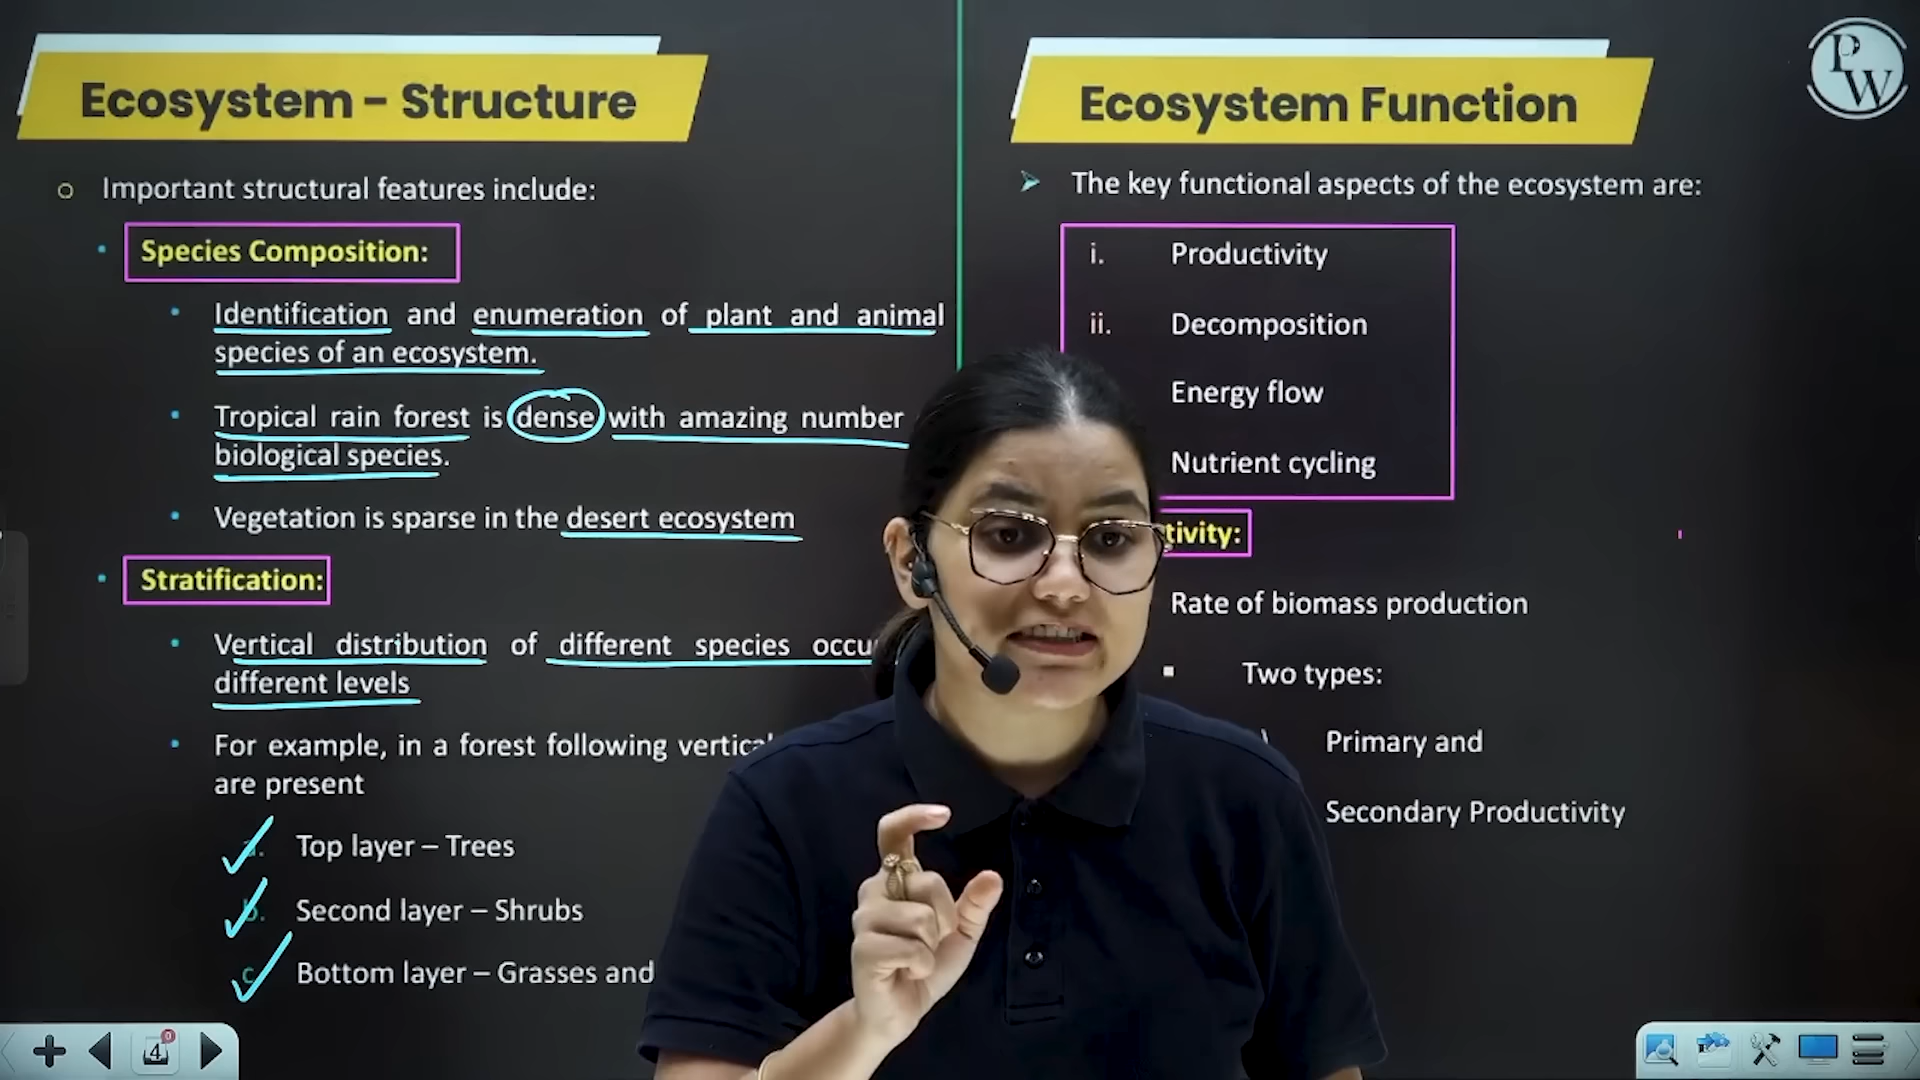 Ecosystem - Structure
Important structural features include:
Species Composition:
Identification and enumeration of plant and animal
species of an ecosystem.
Tropical rain forest is dense with amazing number
biological species.
Vegetation is sparse in the desert ecosystem
Stratification:
Vertical distribution of different species
different levels
For example, in a forest following
are present
Top layer – Trees
b. Second layer – Shrubs
c Bottom layer – Grasses and
4
Ecosystem Function
PW
The key functional aspects of the ecosystem are:
i. Productivity
ii. Decomposition
Energy flow
Nutrient cycling
Rate of biomass production
Two types:
Primary and
Secondary Productivity